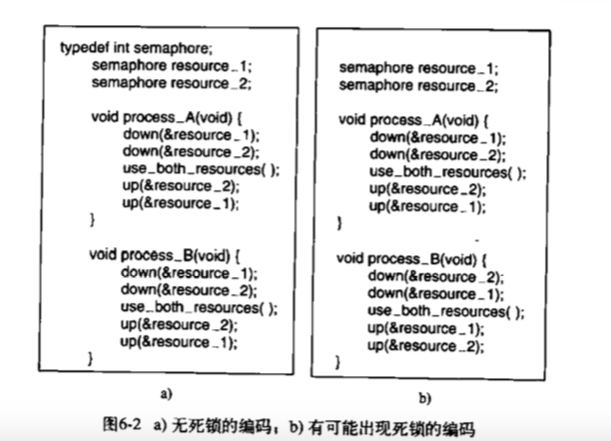 typedef int semaphore;
semaphore resource_1;
semaphore resource_2;
void process_A(void) {
down(&resource_1);
down(&resource_2);
use_both_resources( );
up(&resource_2);
up(&resource_1);
}
void process_B(void) {
down(&resource_1);
down(&resource_2);
use_both_resources( );
up(&resource_2);
up(&resource_1);
}
a)
semaphore resource_1;
semaphore resource_2;
void process_A(void) {
down(&resource_1);
down(&resource_2);
use_both_resources( );
up(&resource_2);
up(&resource_1);
}
void process_B(void) {
down(&resource_2);
down(&resource_1);
use_both_resources( );
up(&resource_1);
up(&resource_2);
}
b)
图6-2 a) 无死锁的编码；b) 有可能出现死锁的编码